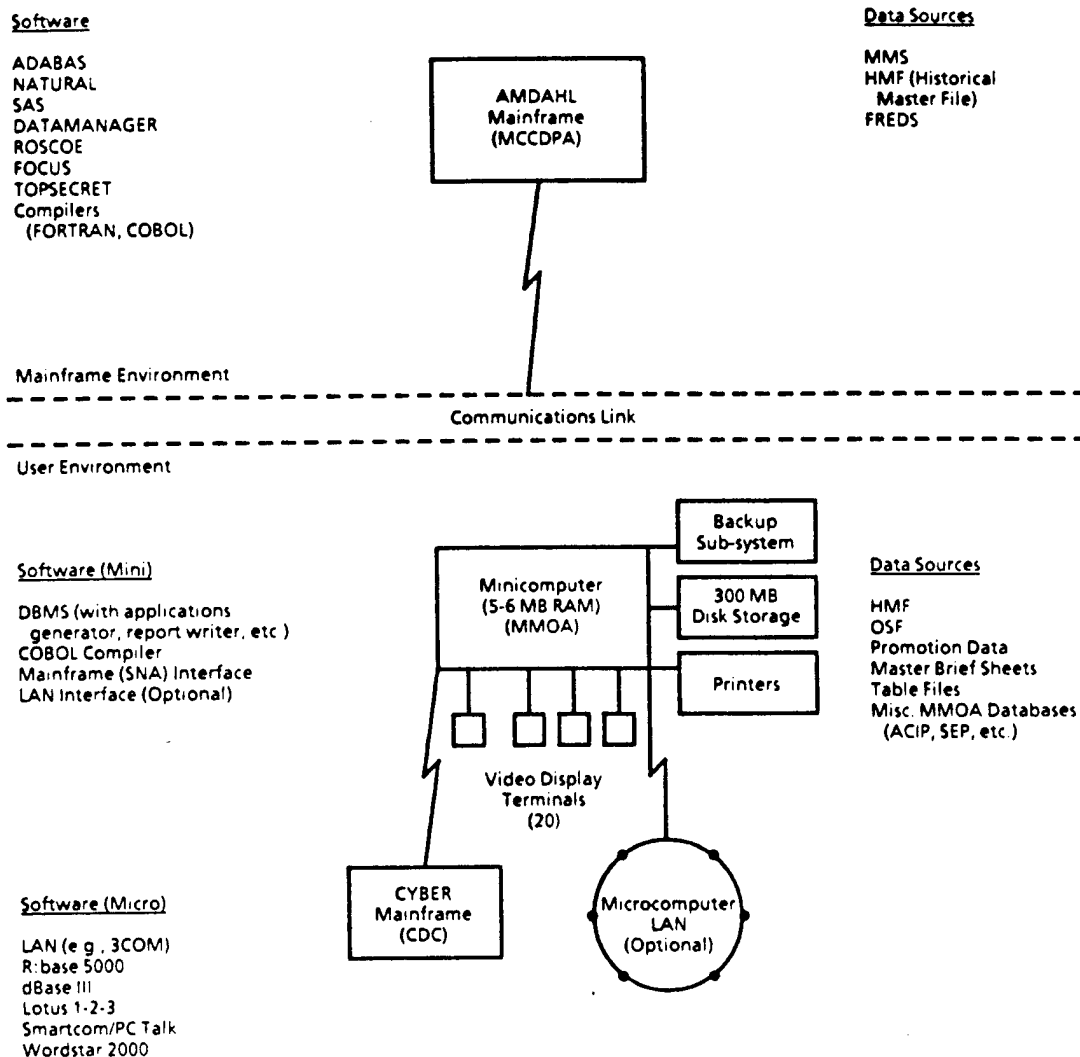 Software
ADABAS
NATURAL
SAS
DATAMANAGER
ROSCOE
FOCUS
TOPSECRET
Compilers
(FORTRAN, COBOL)
AMDAHL
Mainframe
(MCCDPA)
Data Sources
MMS
HMF (Historical
Master File)
FREDS
Mainframe Environment
Communications Link
User Environment
Software (Mini)
DBMS (with applications
generator, report writer, etc )
COBOL Compiler
Mainframe (SNA) Interface
LAN Interface (Optional)
Minicomputer
(5-6 MB RAM)
(MMOA)
Backup
Sub-system
300 MB
Disk Storage
Printers
Video Display
Terminals
(20)
Data Sources
HMF
OSF
Promotion Data
Master Brief Sheets
Table Files
Misc. MMOA Databases
(ACIP, SEP, etc.)
CYBER
Mainframe
(CDC)
Microcomputer
LAN
(Optional)
Software (Micro)
LAN (e g , 3COM)
R:base 5000
dBase III
Lotus 1-2-3
Smartcom/PC Talk
Wordstar 2000